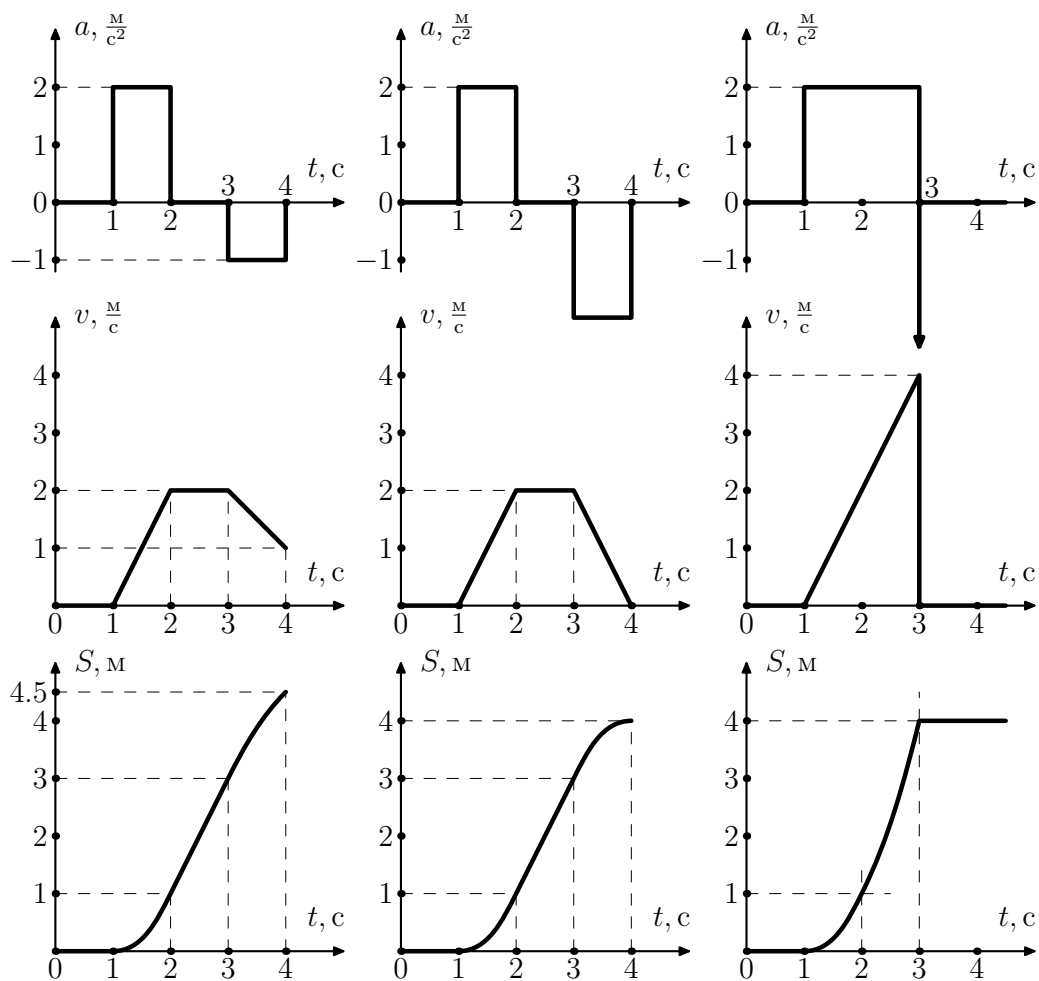 a, м/с² a, м/с² a, м/с²
2 2 2
1 1 1
t, с t, с t, с
3 4 3 4 3
0 0 0
1 2 1 2 1 2 4
−1 −1 −1
v, м/с v, м/с v, м/с
4 4 4
3 3 3
2 2 2
1 1 1
t, с t, с t, с
0 1 2 3 4 0 1 2 3 4 0 1 2 3 4
S, м S, м S, м
4.5
4 4 4
3 3 3
2 2 2
1 1 1
t, с t, с t, с
0 1 2 3 4 0 1 2 3 4 0 1 2 3 4